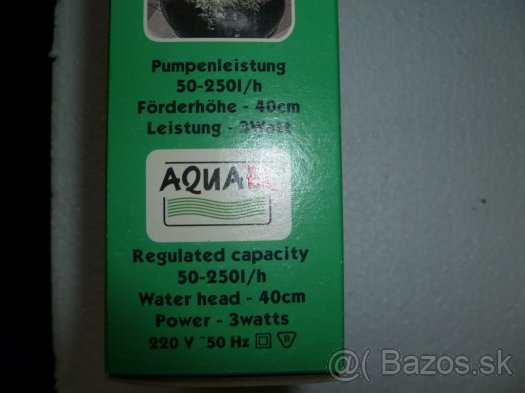 Pumpenleistung
50-250l/h
Förderhöhe - 40cm
Leistung - 3Watt
AQUAEL
Regulated capacity
50-250l/h
Water head - 40cm
Power - 3watts
220 V ~50 Hz B
@( Bazos.sk